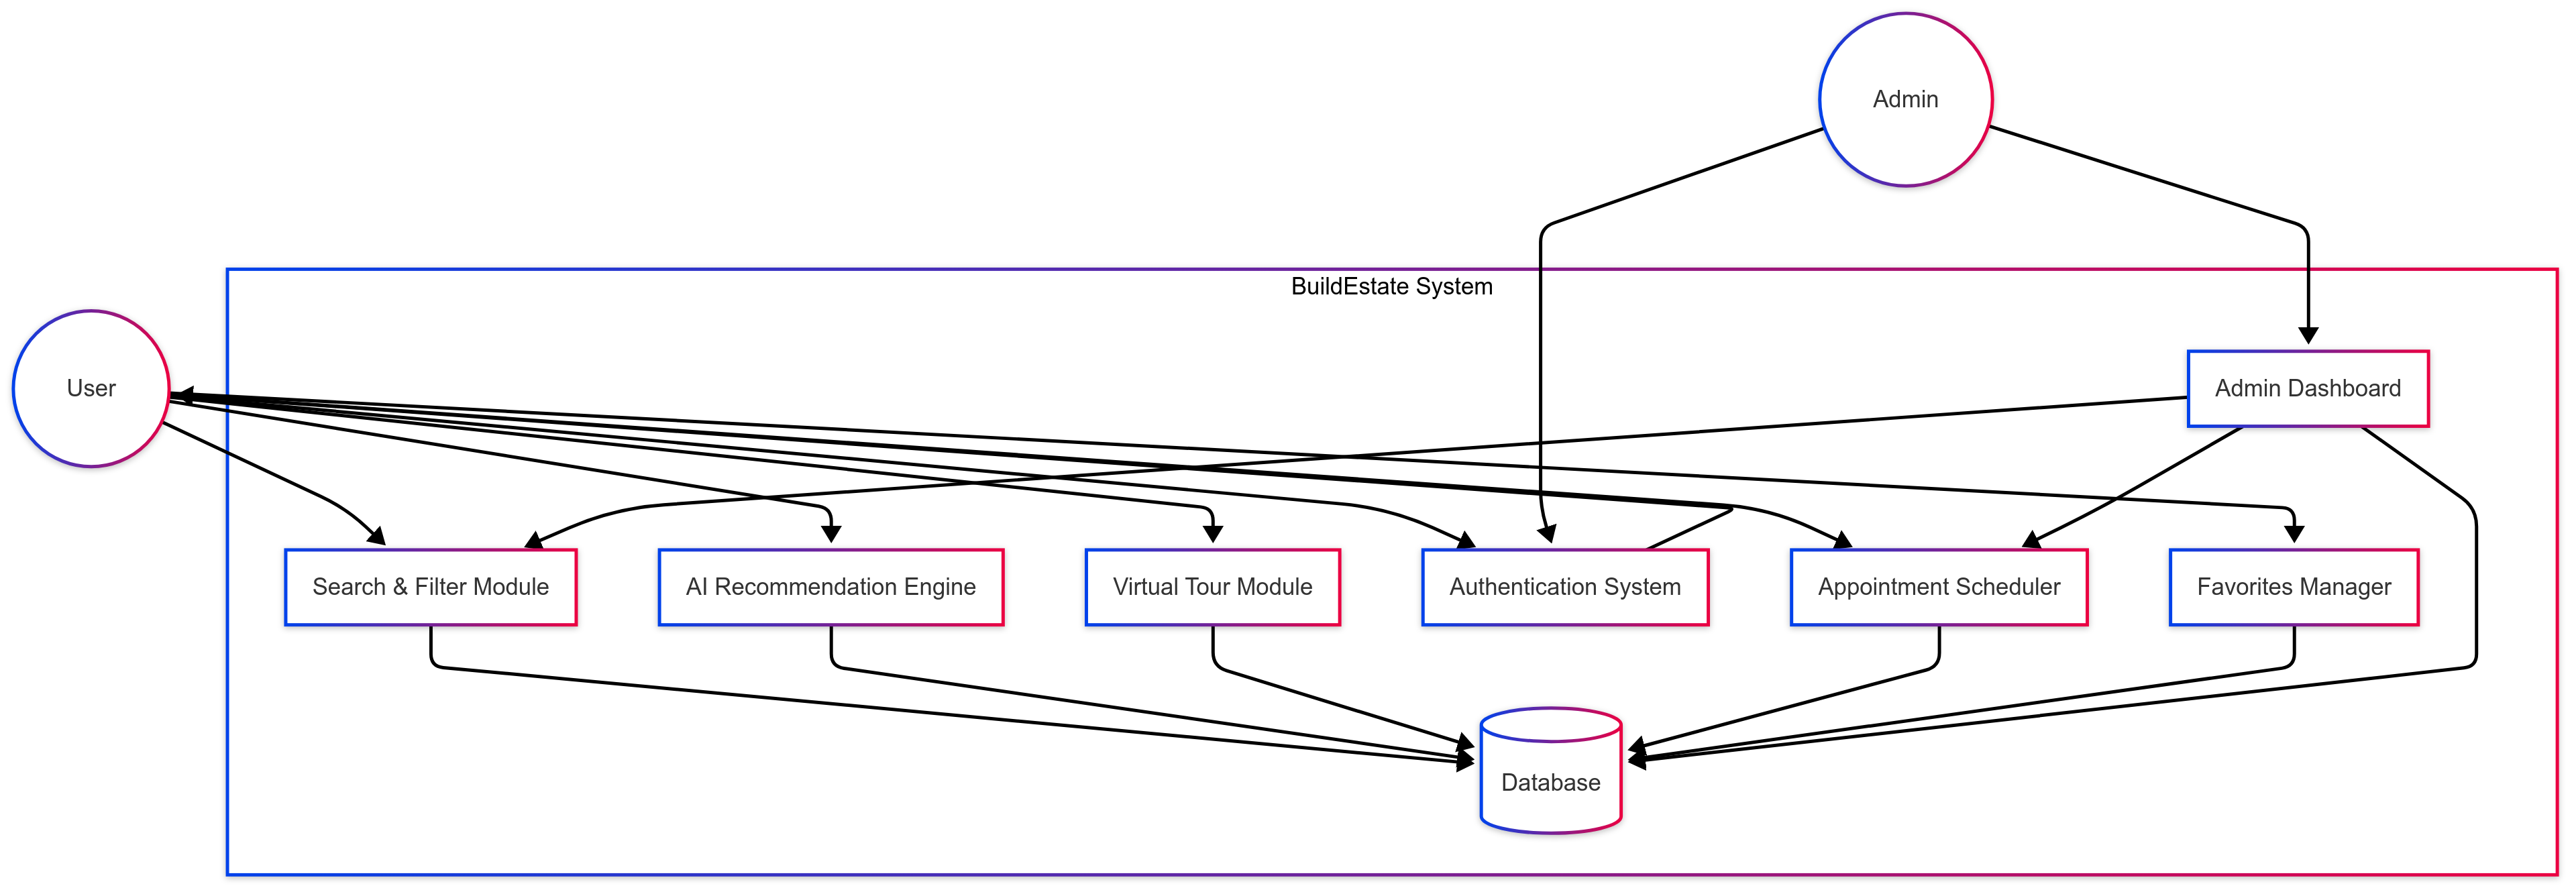 Admin
BuildEstate System
User
Admin Dashboard
Search & Filter Module
AI Recommendation Engine
Virtual Tour Module
Authentication System
Appointment Scheduler
Favorites Manager
Database